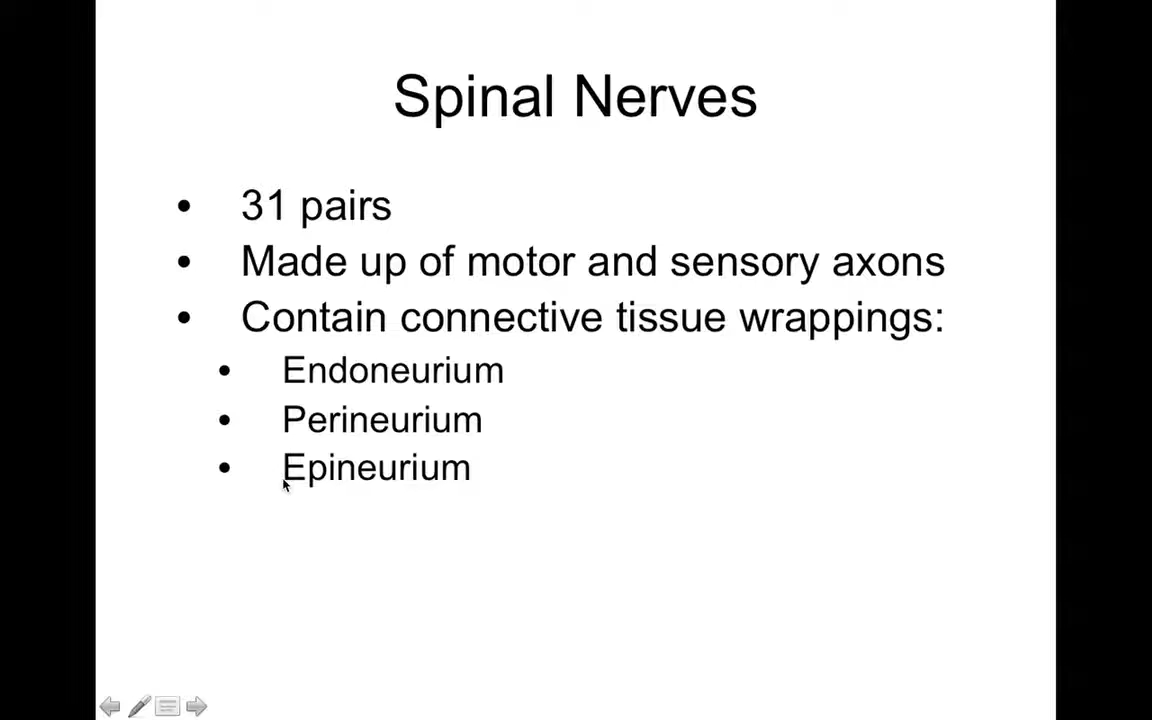 Spinal Nerves
• 31 pairs
• Made up of motor and sensory axons
• Contain connective tissue wrappings:
• Endoneurium
• Perineurium
• Epineurium